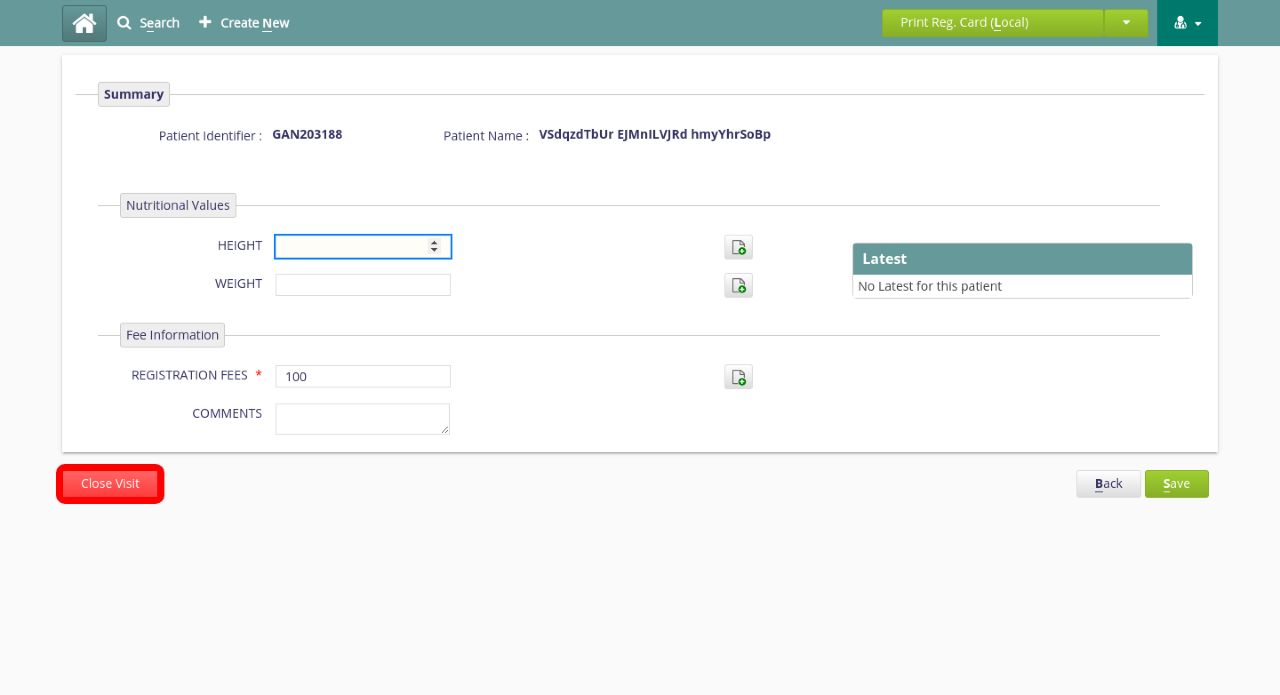 Search
Create New
Print Reg. Card (Local)
Summary
Patient Identifier : GAN203188 Patient Name : VSdqzdTbUr EJMnILVJRd hmyYhrSoBp
Nutritional Values
HEIGHT
WEIGHT
Latest
No Latest for this patient
Fee Information
REGISTRATION FEES * 100
COMMENTS
Close Visit
Back
Save